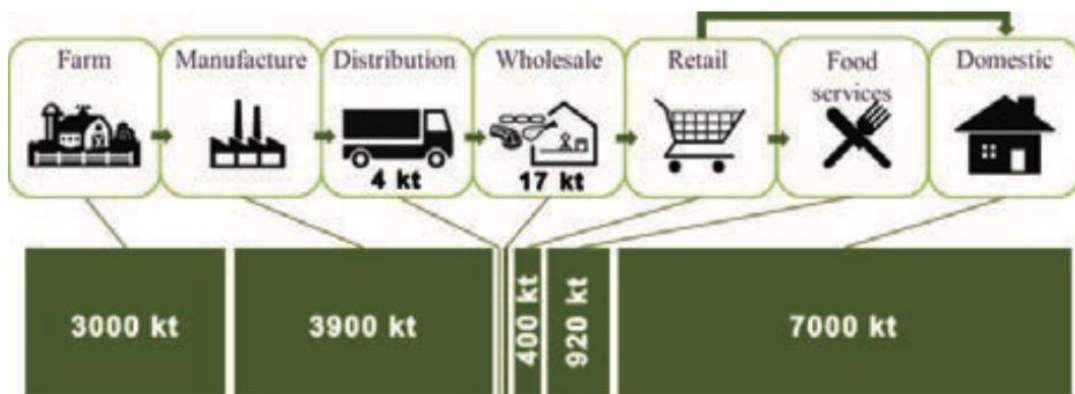 Farm
Manufacture
Distribution
Wholesale
Retail
Food
services
Domestic
4 kt
17 kt
3000 kt
3900 kt
400 kt
920 kt
7000 kt